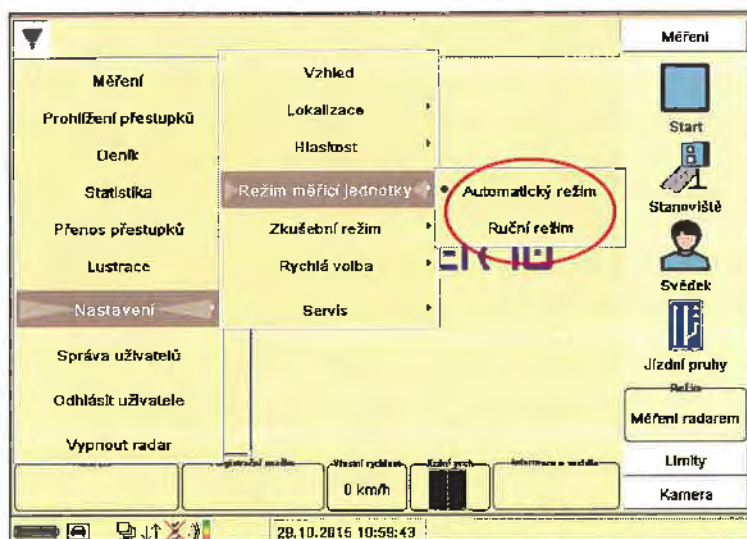 Měření
Prohlížení přestupků
Deník
Statistika
Přenos přestupků
Lustrace
Nastavení
Správa uživatelů
Odhlásit uživatele
Vypnout radar
Vzhled
Lokalizace
Hlasitost
Režim měřicí jednotky
Zkušební režim
Rychlá volba
Servis
Automatický režim
Ruční režim
Měření
Start
Stanoviště
Svědek
Jízdní pruhy
Režim
Měření radarem
Limity
Kamera
Vlastní rychlost
0 km/h
Jízdní pruh
28.10.2015 10:59:43